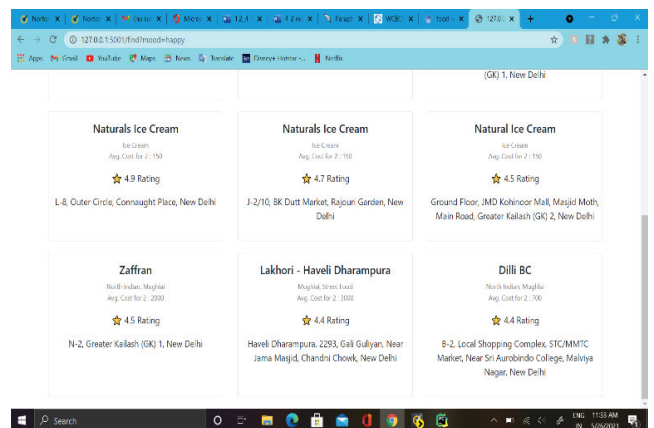 127.0.0.1:5001/find?mood=happy
Apps Gmail YouTube Maps News Translate Disney+ Hotstar -... Netflix
(GK) 1, New Delhi
Naturals Ice Cream
Ice Cream
Avg. Cost for 2 : 150
4.9 Rating
L-8, Outer Circle, Connaught Place, New Delhi
Naturals Ice Cream
Ice Cream
Avg. Cost for 2 : 150
4.7 Rating
J-2/10, BK Dutt Market, Rajouri Garden, New
Delhi
Natural Ice Cream
Ice Cream
Avg. Cost for 2 : 150
4.5 Rating
Ground Floor, JMD Kohinoor Mall, Masjid Moth,
Main Road, Greater Kailash (GK) 2, New Delhi
Zaffran
North Indian, Mughlai
Avg. Cost for 2 : 2000
4.5 Rating
N-2, Greater Kailash (GK) 1, New Delhi
Lakhori - Haveli Dharampura
Mughlai, Street Food
Avg. Cost for 2 : 3000
4.4 Rating
Haveli Dharampura, 2293, Gali Guliyan, Near
Jama Masjid, Chandni Chowk, New Delhi
Dilli BC
North Indian, Mughlai
Avg. Cost for 2 : 700
4.4 Rating
B-2, Local Shopping Complex, STC/MMTC
Market, Near Sri Aurobindo College, Malviya
Nagar, New Delhi
Search
ENG 11:33 AM
IN 5/26/2021